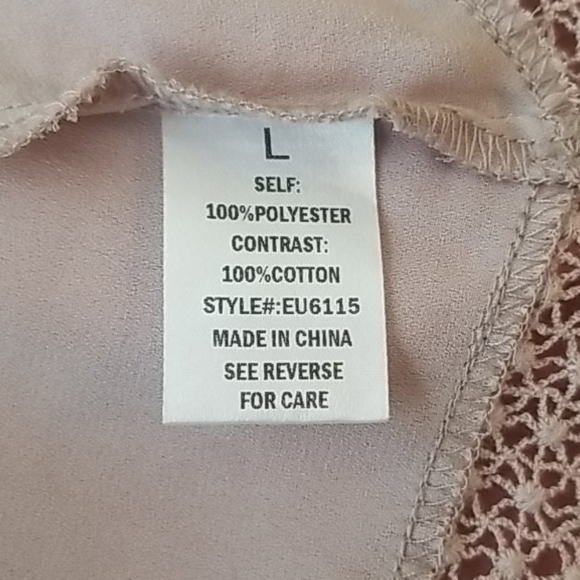 L
SELF:
100%POLYESTER
CONTRAST:
100%COTTON
STYLE#:EU6115
MADE IN CHINA
SEE REVERSE
FOR CARE